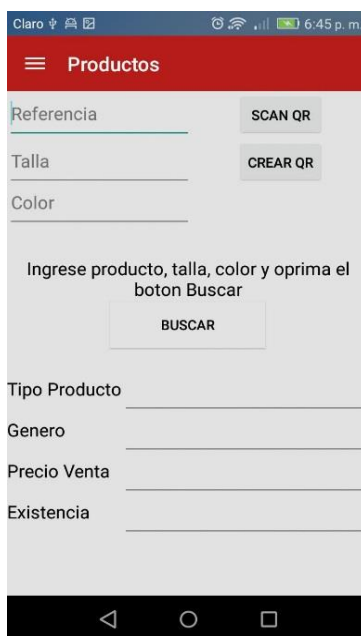 Claro 6:45 p. m.
Productos
Referencia SCAN QR
Talla CREAR QR
Color
Ingrese producto, talla, color y oprima el
boton Buscar
BUSCAR
Tipo Producto
Genero
Precio Venta
Existencia